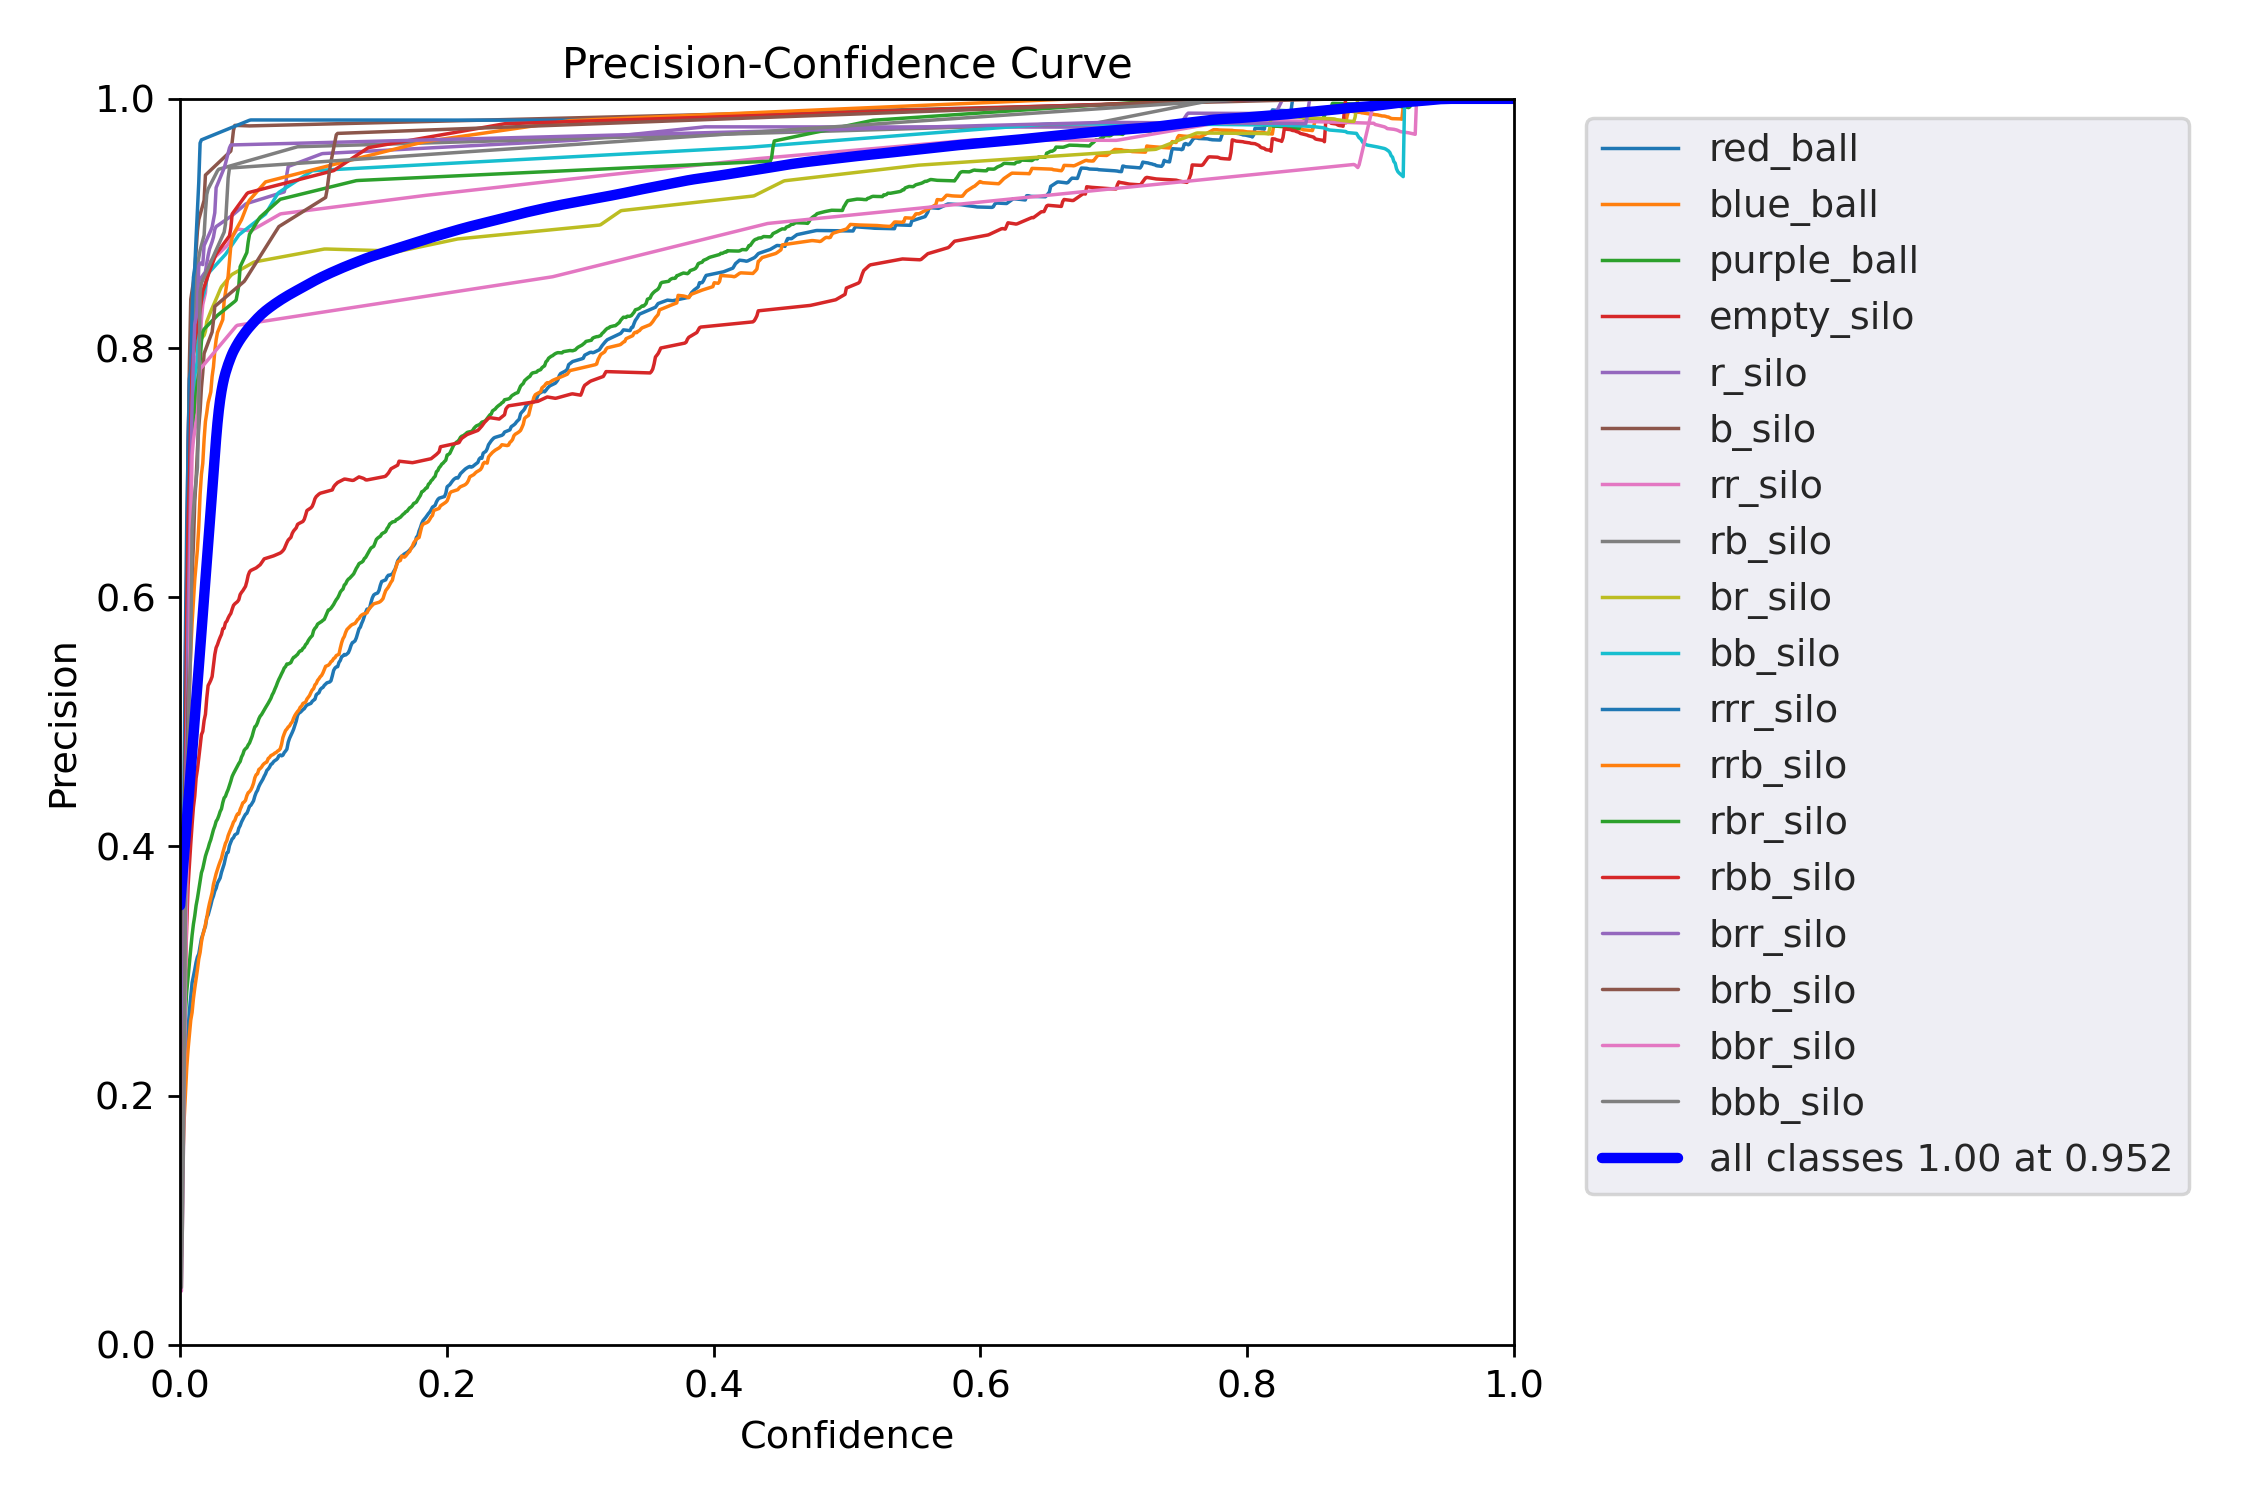 Precision-Confidence Curve
1.0
0.8
0.6
0.4
0.2
0.0
Precision
0.0 0.2 0.4 0.6 0.8 1.0
Confidence
red_ball
blue_ball
purple_ball
empty_silo
r_silo
b_silo
rr_silo
rb_silo
br_silo
bb_silo
rrr_silo
rrb_silo
rbr_silo
rbb_silo
brr_silo
brb_silo
bbr_silo
bbb_silo
all classes 1.00 at 0.952